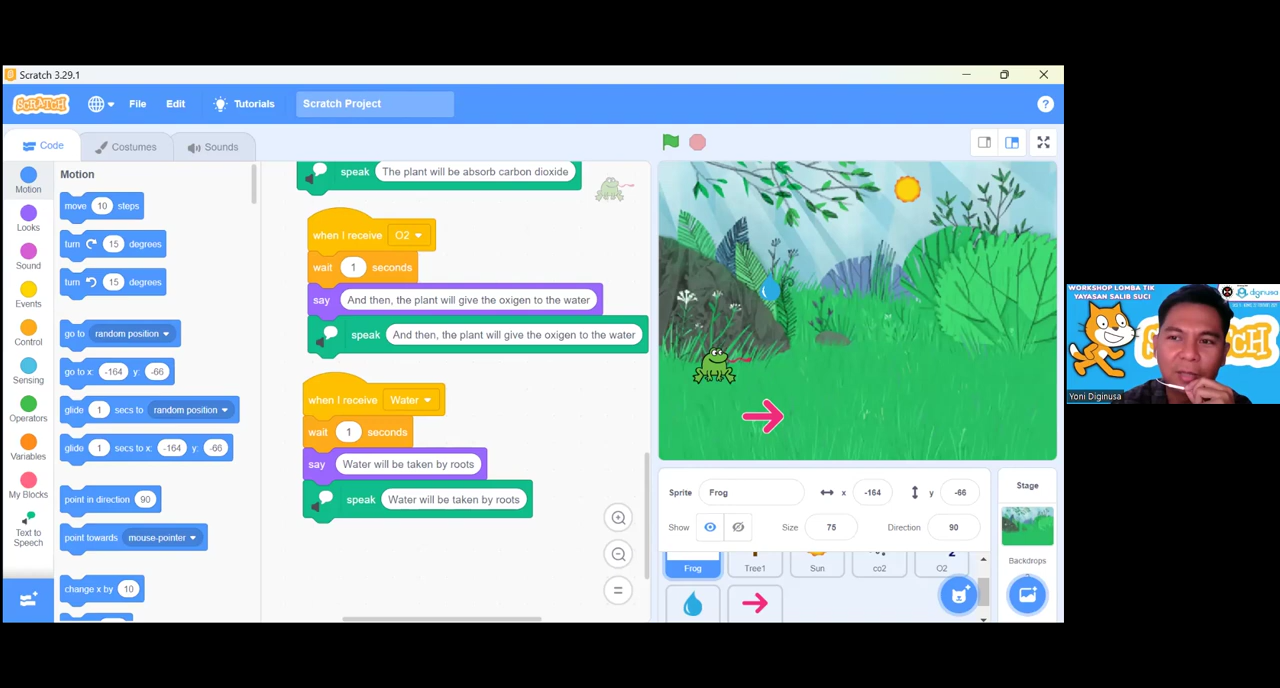 Scratch 3.29.1
SCRATCH
File
Edit
Tutorials
Scratch Project
?
Code
Costumes
Sounds
Motion
Looks
Sound
Events
Control
Sensing
Operators
Variables
My Blocks
Text to
Speech
Motion
move 10 steps
turn 15 degrees
turn 15 degrees
go to random position
go to x: -164 y: -66
glide 1 secs to random position
glide 1 secs to x: -164 y: -66
point in direction 90
point towards mouse-pointer
change x by 10
speak The plant will be absorb carbon dioxide
when I receive O2
wait 1 seconds
say And then, the plant will give the oxigen to the water
speak And then, the plant will give the oxigen to the water
when I receive Water
wait 1 seconds
say Water will be taken by roots
speak Water will be taken by roots
Sprite Frog x -164 y -66
Show Size 75 Direction 90
Frog
Tree1
Sun
co2
O2
Stage
Backdrops
WORKSHOP LOMBA TIK
YAYASAN SALIB SUCI
diginusa
Yoni Diginusa